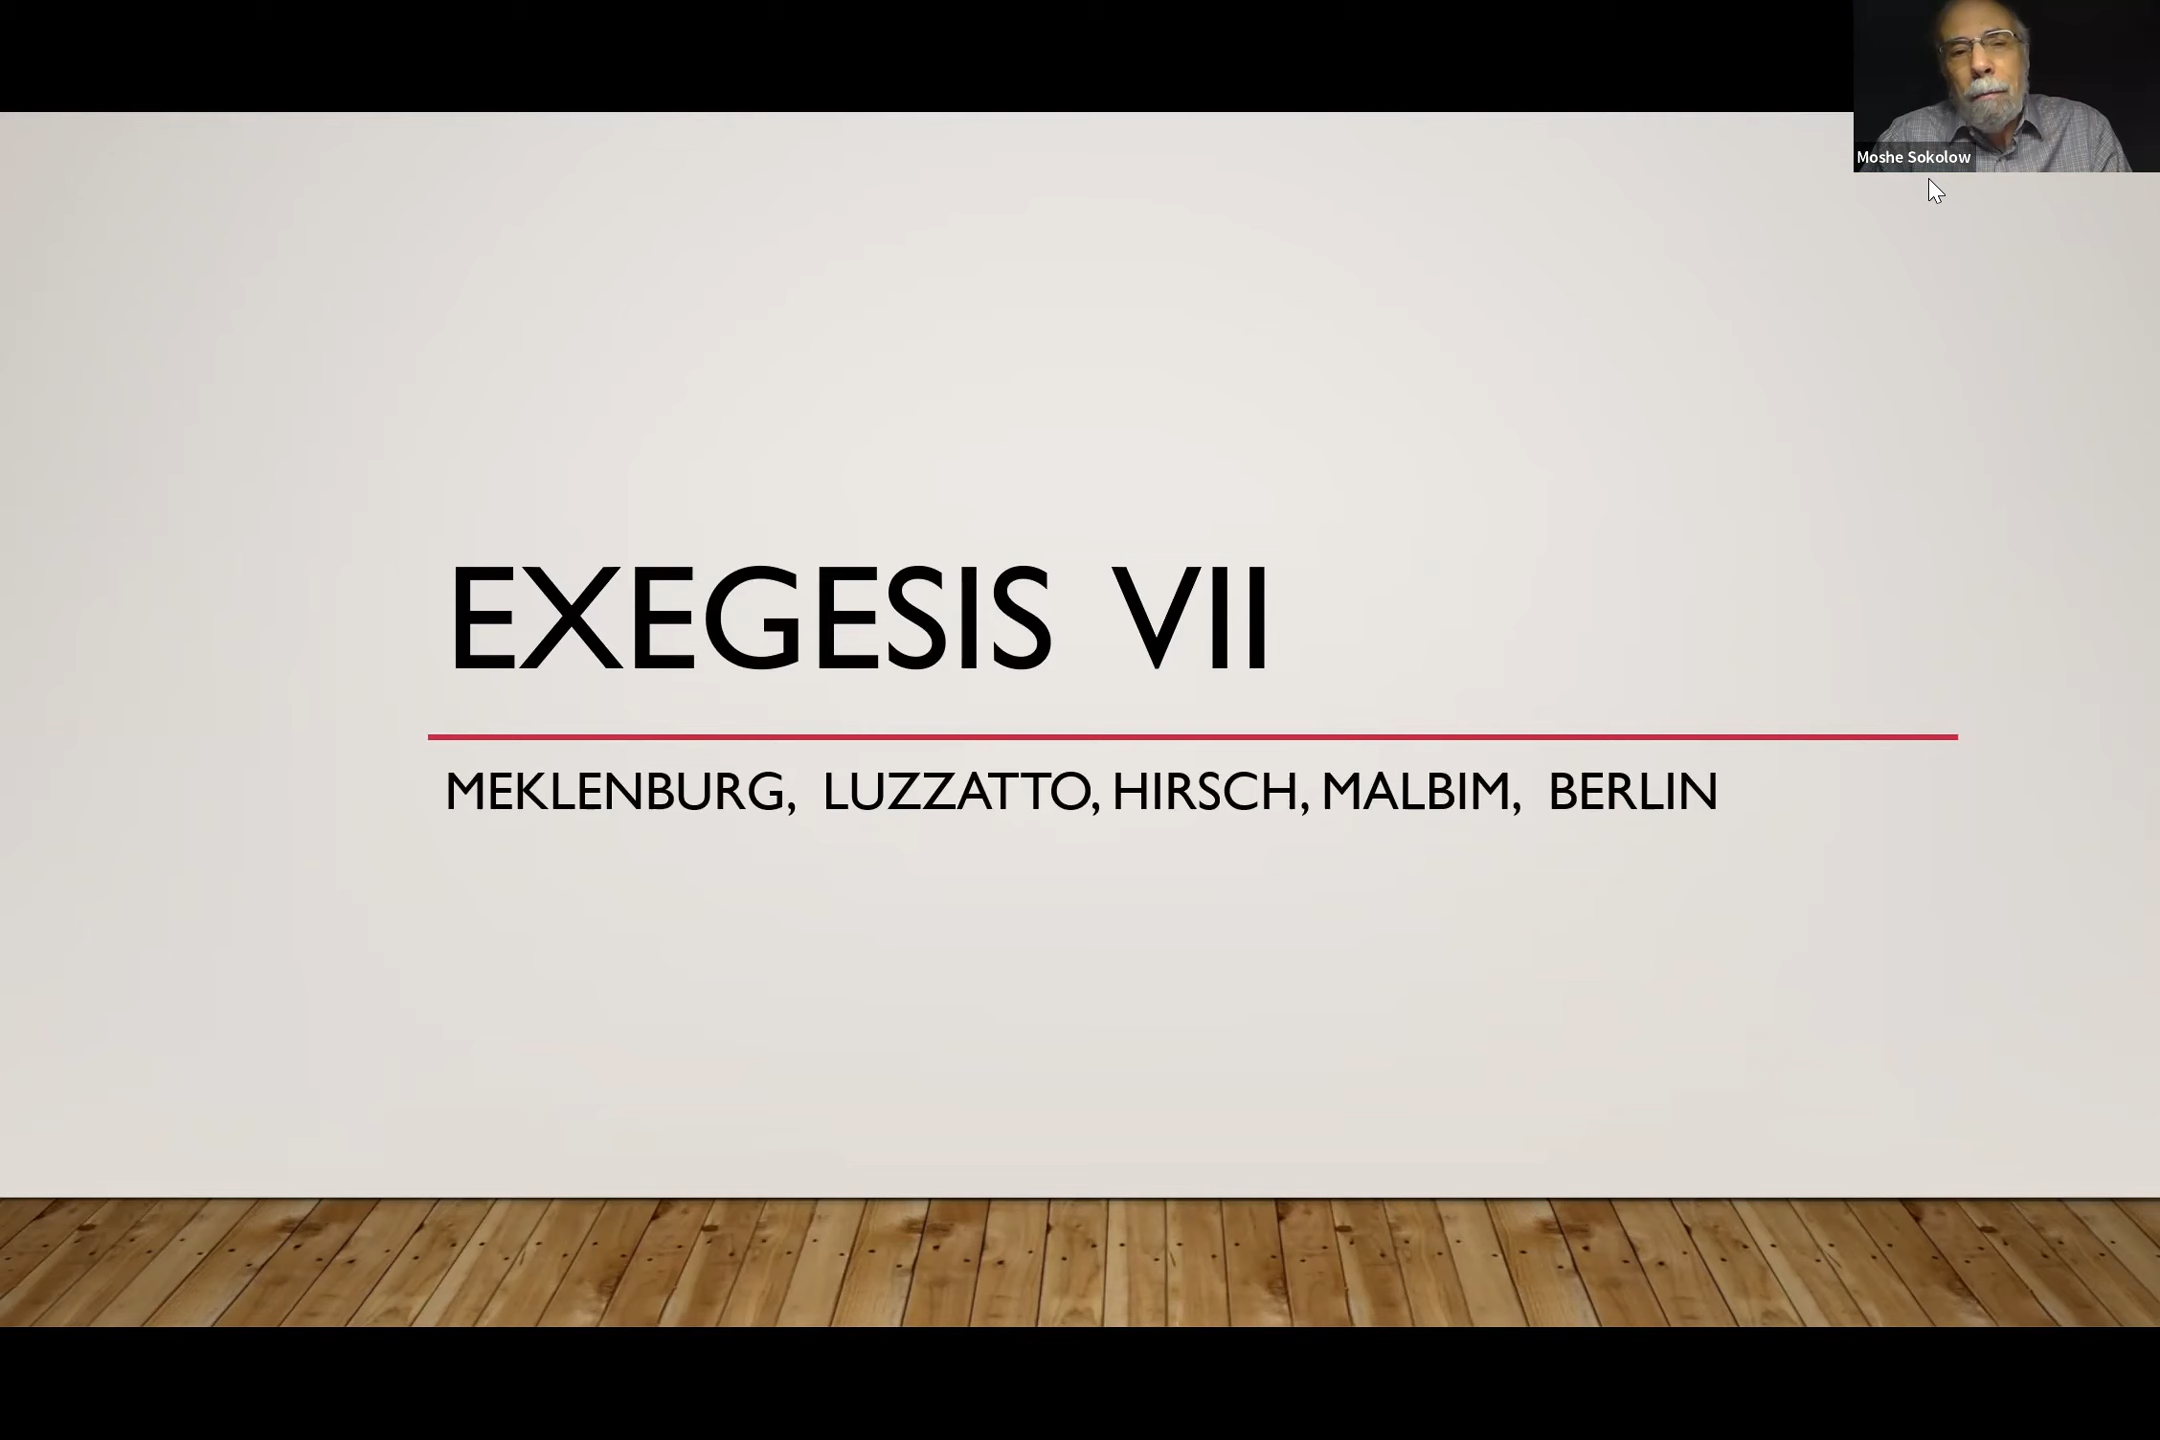 Moshe Sokolow
EXEGESIS VII
MEKLENBURG, LUZZATTO, HIRSCH, MALBIM, BERLIN